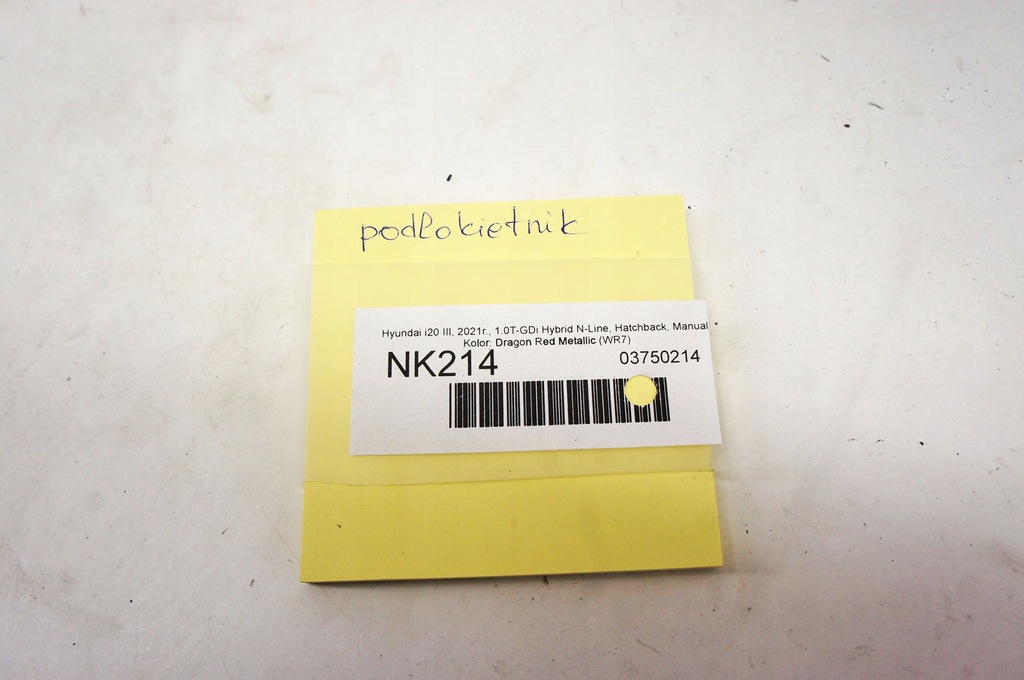 podłokietnik
Hyundai i20 III, 2021r., 1.0T-GDi Hybrid N-Line, Hatchback, Manual
Kolor: Dragon Red Metallic (WR7)
NK214 03750214